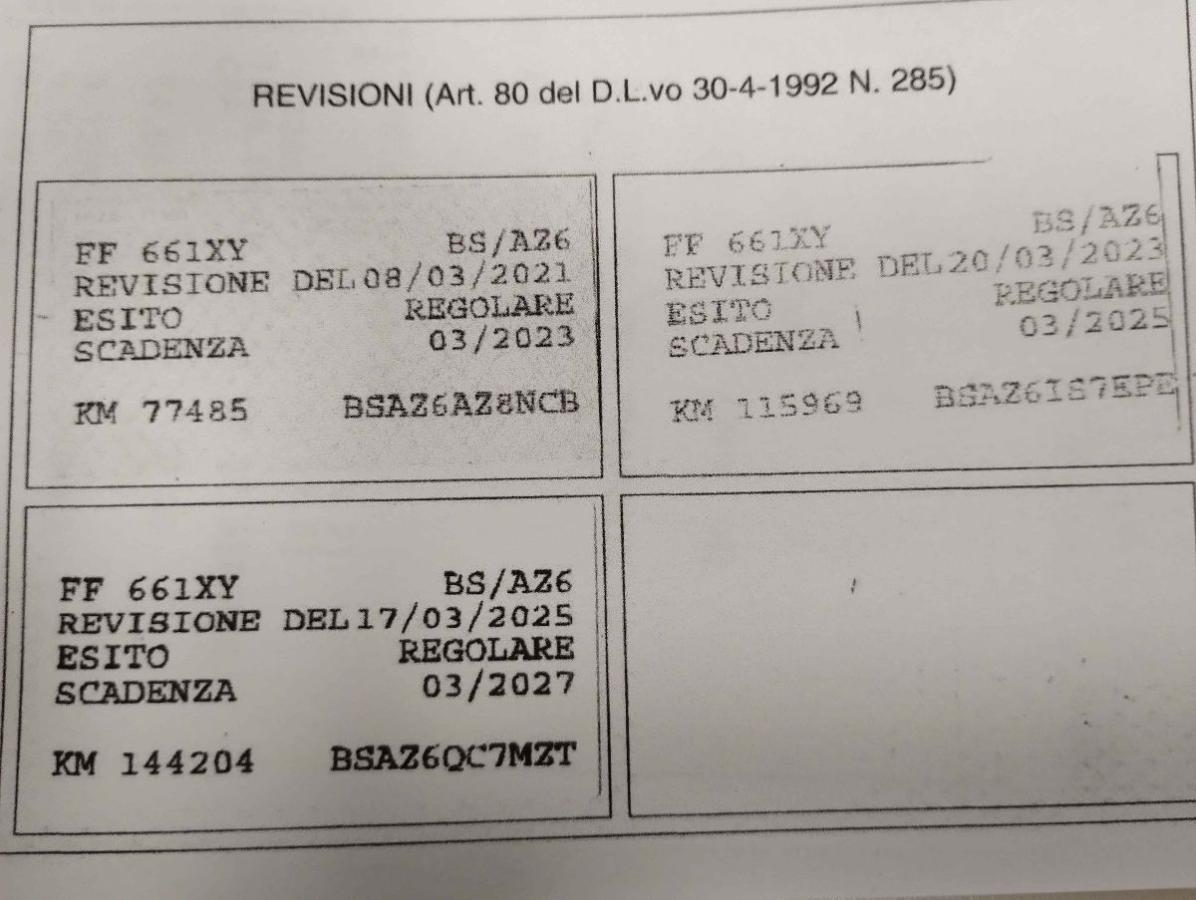 REVISIONI (Art. 80 del D.L.vo 30-4-1992 N. 285)
FF 661XY BS/AZ6
REVISIONE DEL 08/03/2021
ESITO REGOLARE
SCADENZA 03/2023
KM 77485 BSAZ6AZ8NCB
FF 661XY BS/AZ6
REVISIONE DEL 20/03/2023
ESITO REGOLARE
SCADENZA 03/2025
KM 115969 BSAZ6IS7EPE
FF 661XY BS/AZ6
REVISIONE DEL 17/03/2025
ESITO REGOLARE
SCADENZA 03/2027
KM 144204 BSAZ6QC7MZT